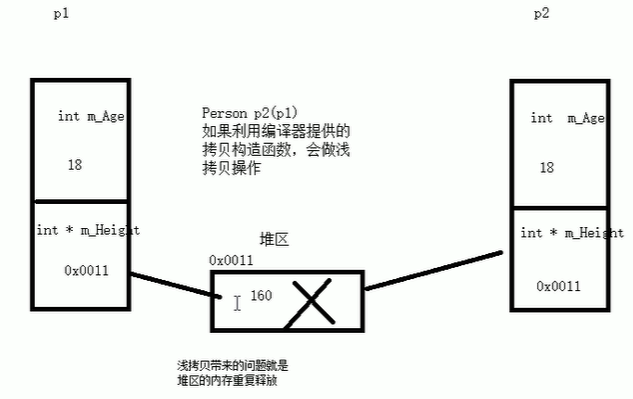 p1
p2
int m_Age
18
int * m_Height
0x0011
Person p2(p1)
如果利用编译器提供的
拷贝构造函数，会做浅
拷贝操作
堆区
0x0011
160
int m_Age
18
int * m_Height
0x0011
浅拷贝带来的问题就是
堆区的内存重复释放